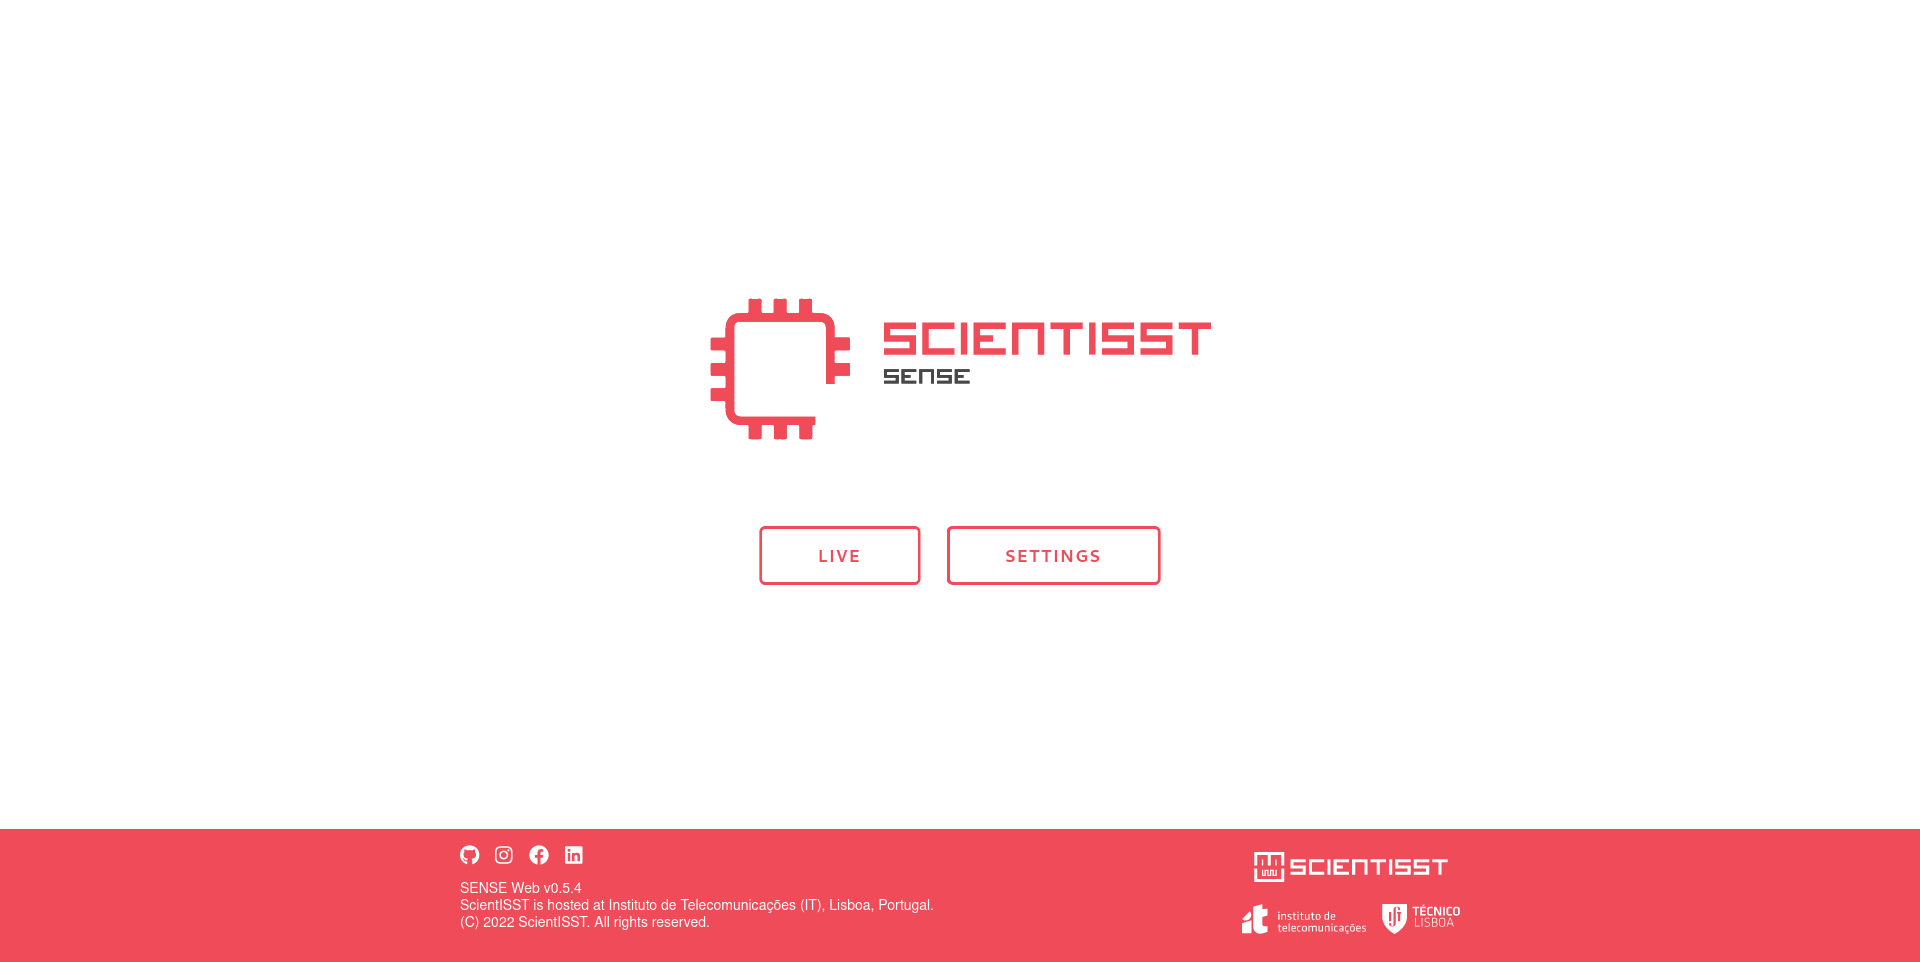 SCIENTISST
SENSE
LIVE
SETTINGS
SENSE Web v0.5.4
ScientISST is hosted at Instituto de Telecomunicações (IT), Lisboa, Portugal.
(C) 2022 ScientISST. All rights reserved.
SCIENTISST
instituto de
telecomunicações
TÉCNICO
LISBOA